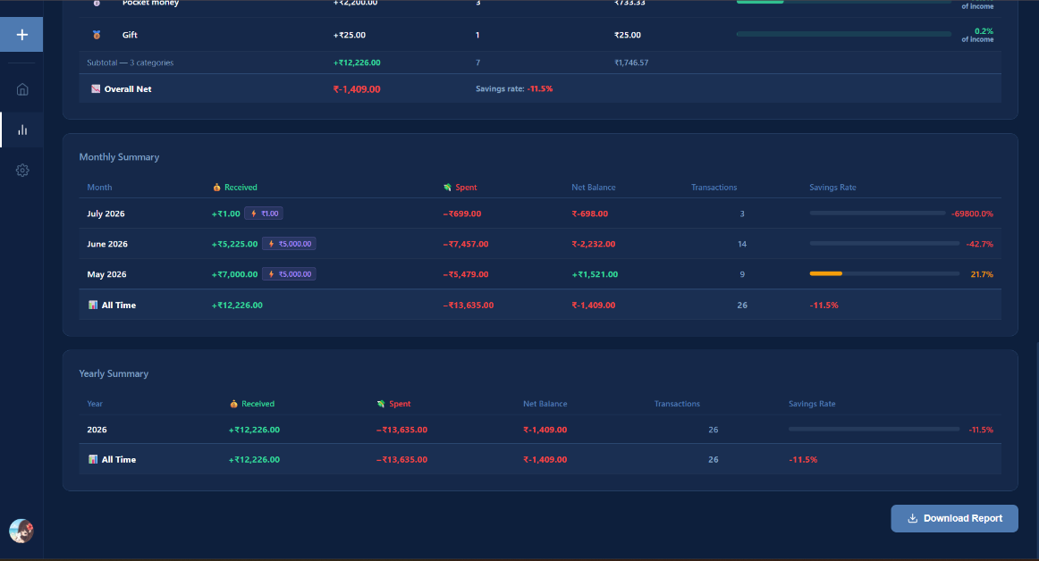 Pocket money +₹2,200.00 3 ₹733.33 of income
Gift +₹25.00 1 ₹25.00 0.2% of income
Subtotal — 3 categories +₹12,226.00 7 ₹1,746.57
Overall Net ₹-1,409.00 Savings rate: -11.5%
Monthly Summary
Month Received Spent Net Balance Transactions Savings Rate
July 2026 +₹1.00 ₹1.00 −₹699.00 ₹-698.00 3 -69800.0%
June 2026 +₹5,225.00 ₹5,000.00 −₹7,457.00 ₹-2,232.00 14 -42.7%
May 2026 +₹7,000.00 ₹5,000.00 −₹5,479.00 +₹1,521.00 9 21.7%
All Time +₹12,226.00 −₹13,635.00 ₹-1,409.00 26 -11.5%
Yearly Summary
Year Received Spent Net Balance Transactions Savings Rate
2026 +₹12,226.00 −₹13,635.00 ₹-1,409.00 26 -11.5%
All Time +₹12,226.00 −₹13,635.00 ₹-1,409.00 26 -11.5%
Download Report